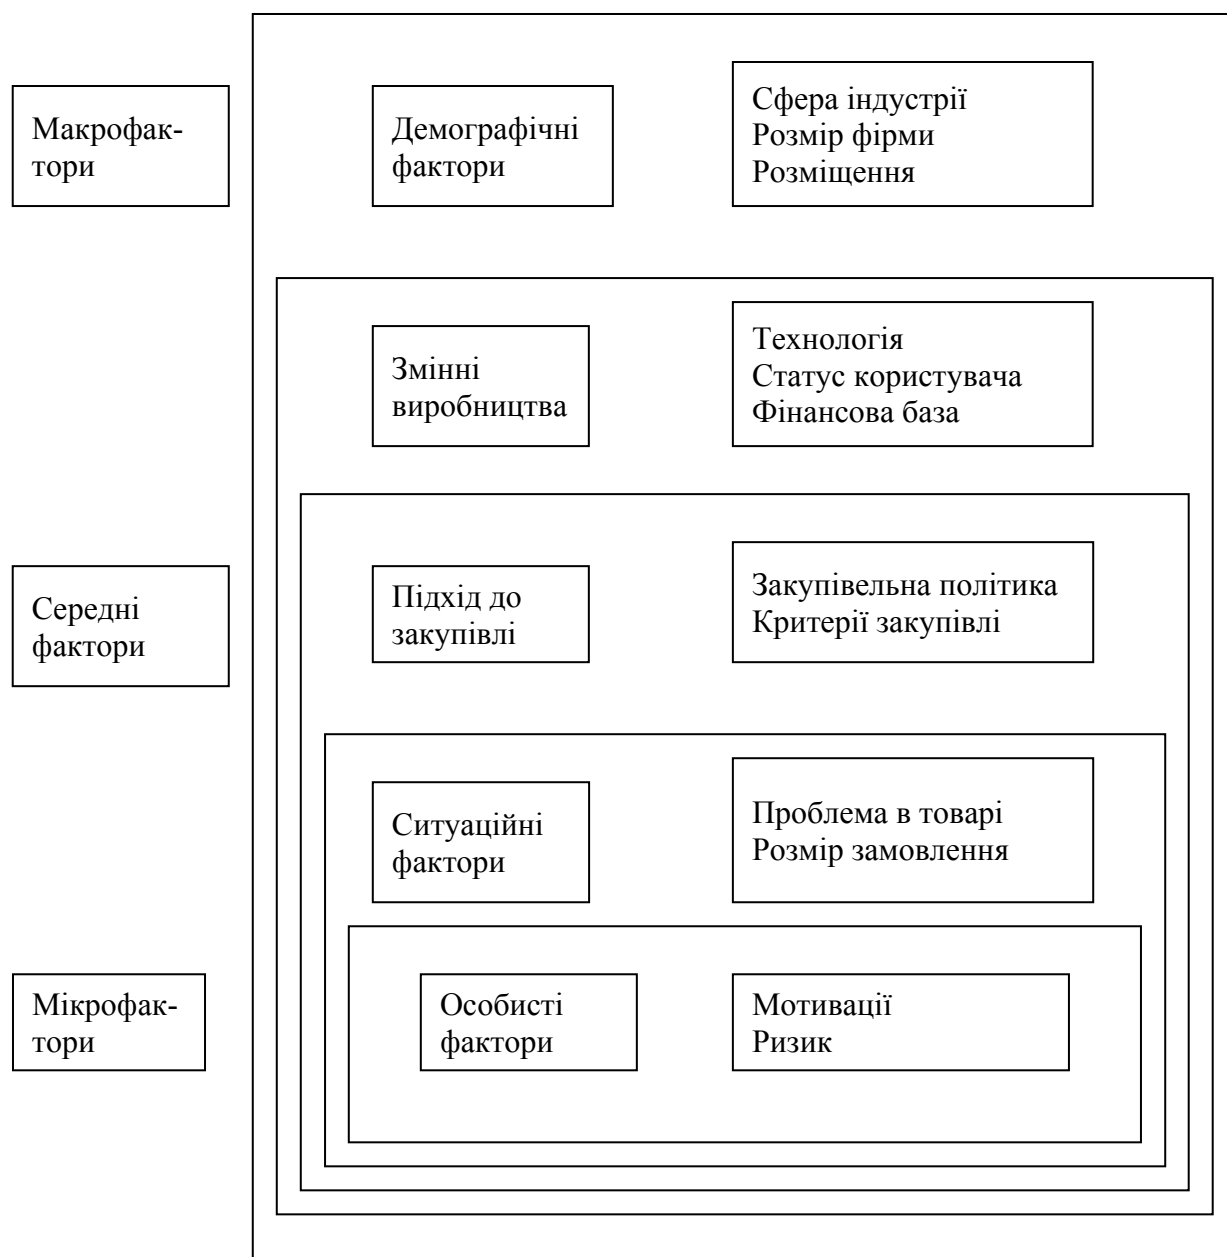 Макрофак-
тори
Демографічні
фактори
Сфера індустрії
Розмір фірми
Розміщення
Змінні
виробництва
Технологія
Статус користувача
Фінансова база
Середні
фактори
Підхід до
закупівлі
Закупівельна політика
Критерії закупівлі
Ситуаційні
фактори
Проблема в товарі
Розмір замовлення
Мікрофак-
тори
Особисті
фактори
Мотивації
Ризик